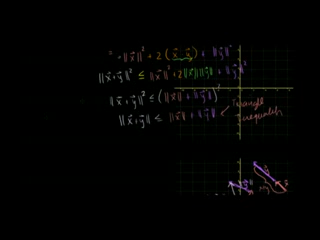 = ||x⃗||² + 2(x⃗·y⃗) + ||y⃗||²
||x⃗+y⃗||² ≤ ||x⃗||² + 2||x⃗||||y⃗|| + ||y⃗||²
||x⃗+y⃗||² ≤ (||x⃗|| + ||y⃗||)²
||x⃗+y⃗|| ≤ ||x⃗|| + ||y⃗||
Triangle
inequality